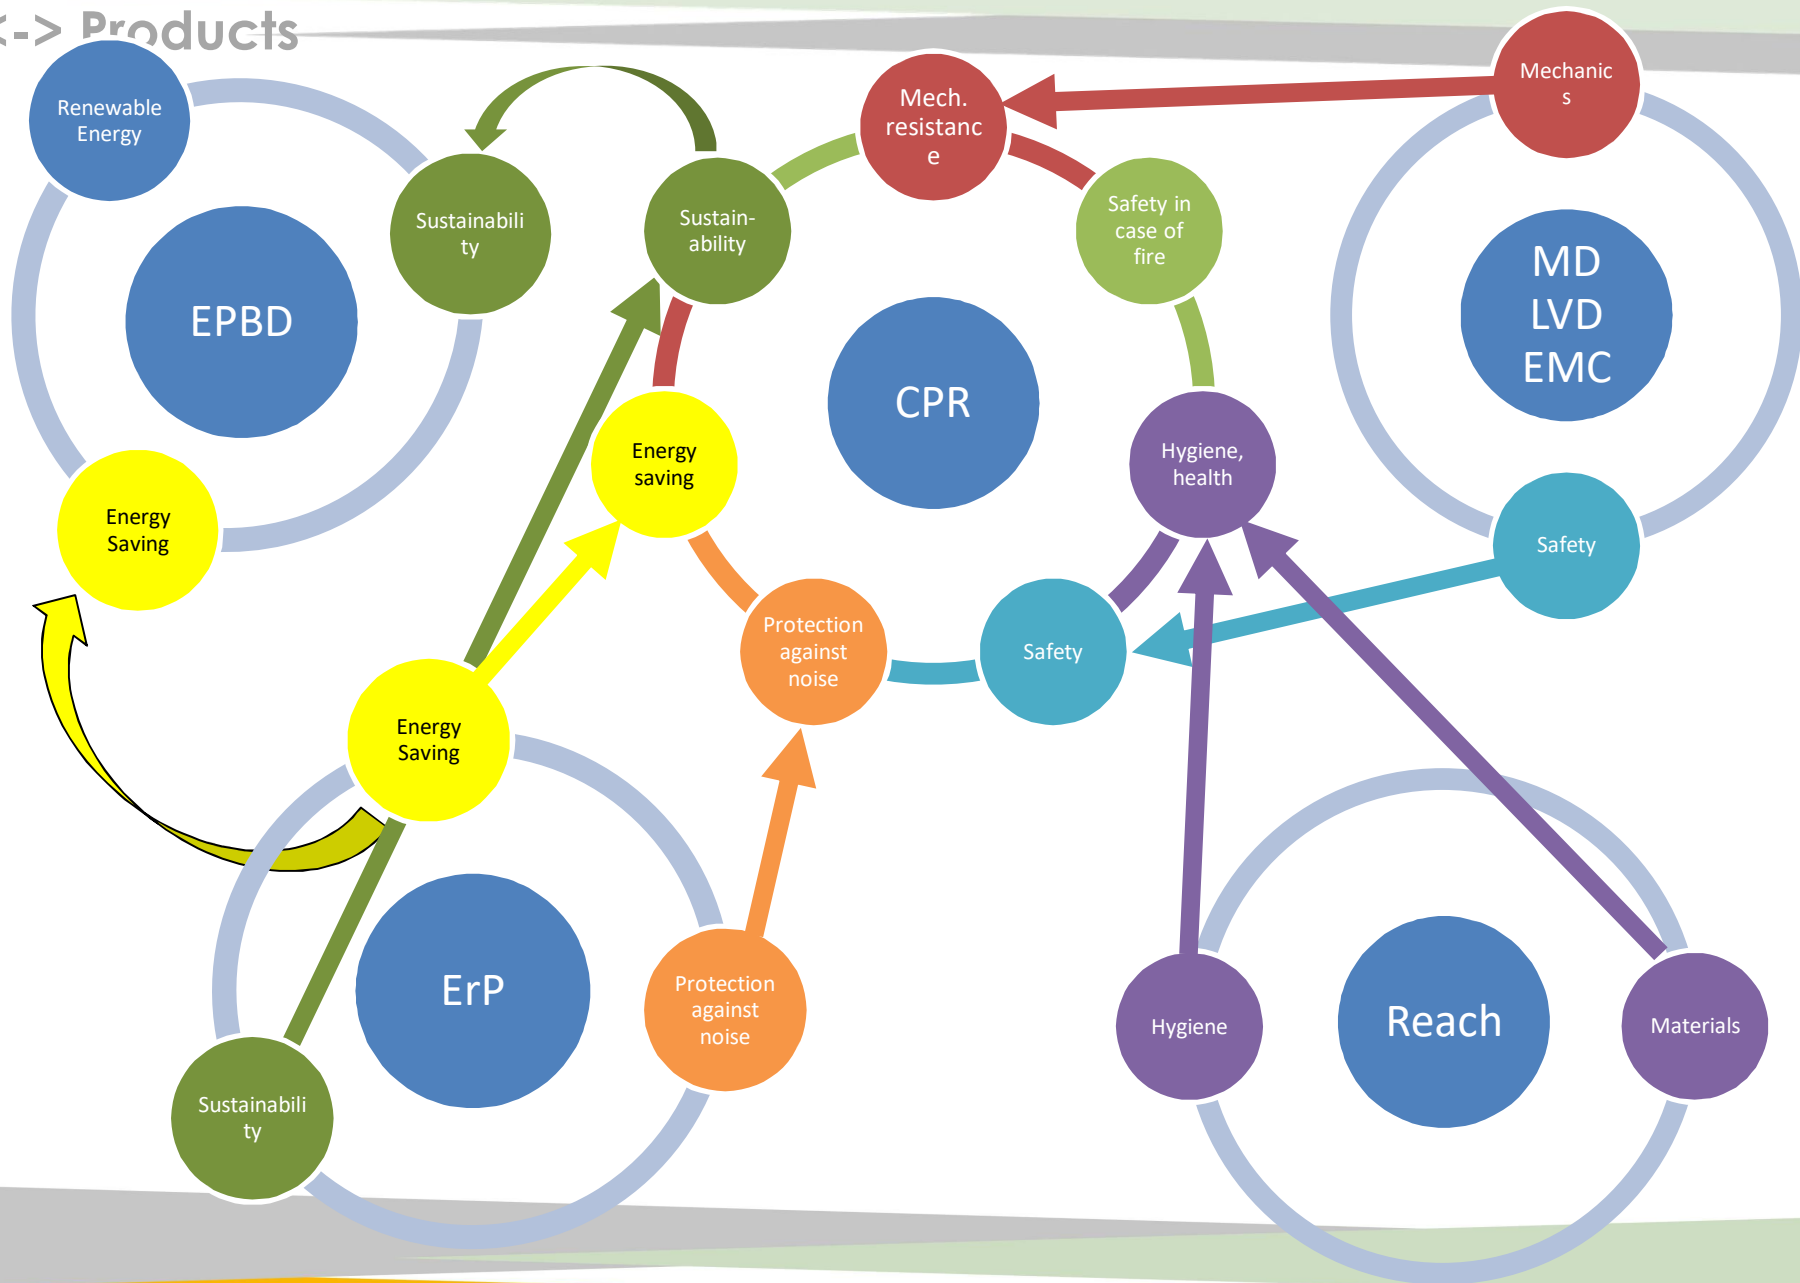 <-> Products
Renewable
Energy
Sustainabili
ty
EPBD
Energy
Saving
Sustain-
ability
Mech.
resistanc
e
Safety in
case of
fire
CPR
Energy
saving
Hygiene,
health
Protection
against
noise
Safety
Mechanic
s
MD
LVD
EMC
Safety
Energy
Saving
ErP
Protection
against
noise
Sustainabili
ty
Hygiene
Reach
Materials